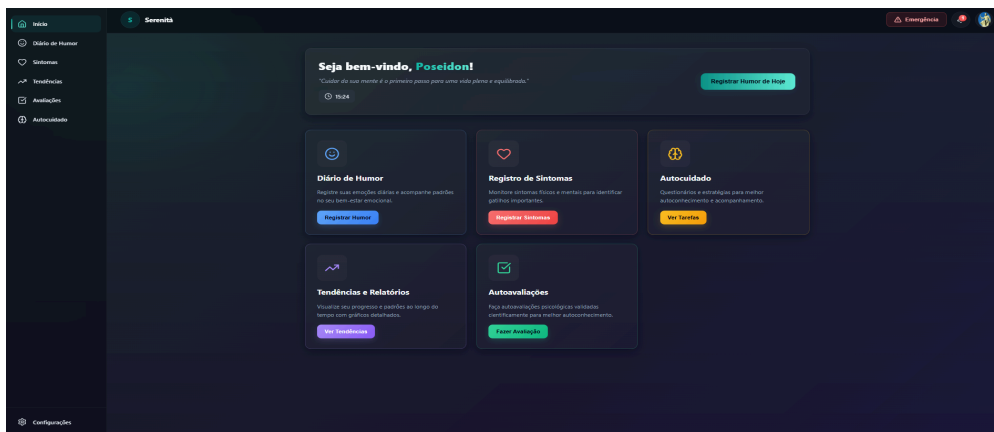 Início
Diário de Humor
Sintomas
Tendências
Avaliações
Autocuidado
Configurações
S Serenità
Emergência
Seja bem-vindo, Poseidon!
"Cuidar da sua mente é o primeiro passo para uma vida plena e equilibrada."
15:24
Registrar Humor de Hoje
Diário de Humor
Registre suas emoções diárias e acompanhe padrões
no seu bem-estar emocional.
Registrar Humor
Registro de Sintomas
Monitore sintomas físicos e mentais para identificar
gatilhos importantes.
Registrar Sintomas
Autocuidado
Questionários e estratégias para melhor
autoconhecimento e acompanhamento.
Ver Tarefas
Tendências e Relatórios
Visualize seu progresso e padrões ao longo do
tempo com gráficos detalhados.
Ver Tendências
Autoavaliações
Faça autoavaliações psicológicas validadas
cientificamente para melhor autoconhecimento.
Fazer Avaliação